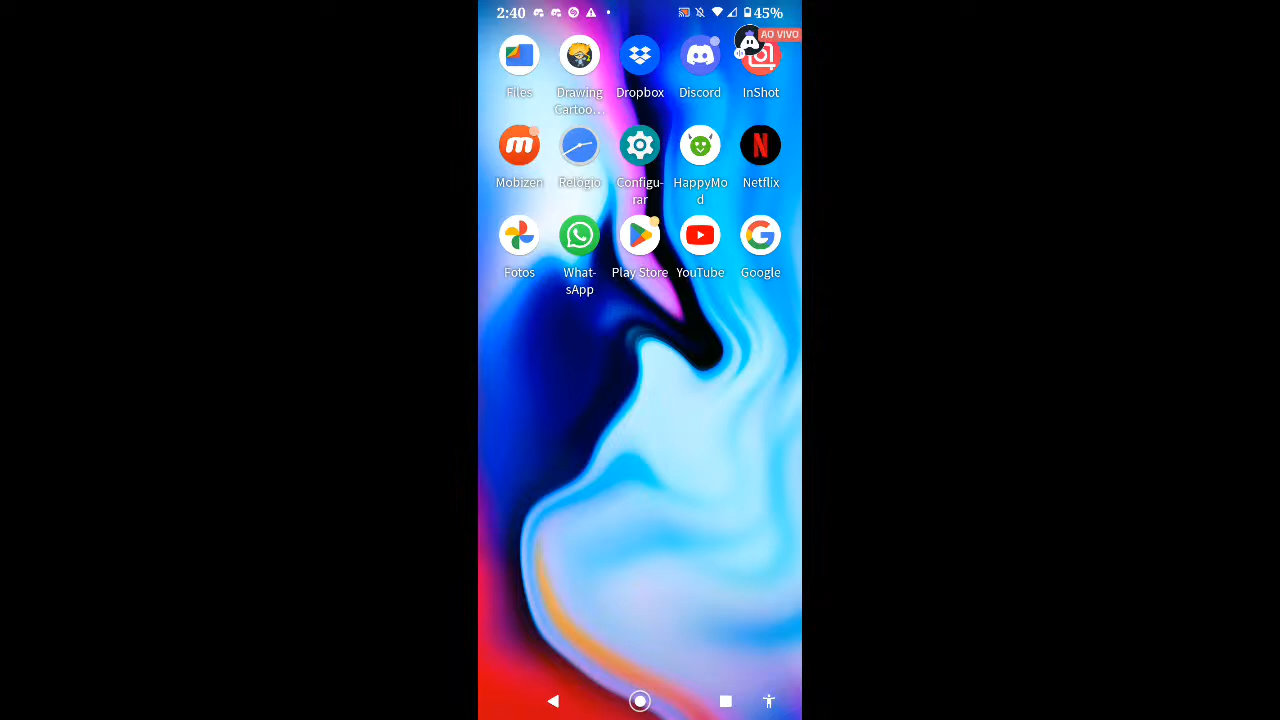 2:40
45%
AO VIVO
Files
Drawing
Cartoo...
Dropbox
Discord
InShot
Mobizen
Relógio
Configu-
rar
HappyMo
d
Netflix
Fotos
What-
sApp
Play Store
YouTube
Google